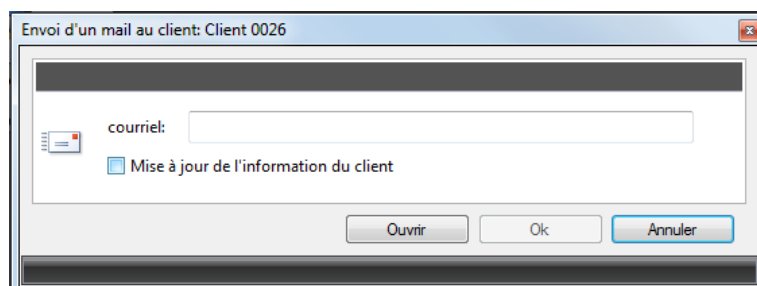 Envoi d'un mail au client: Client 0026
courriel:
Mise à jour de l'information du client
Ouvrir Ok Annuler